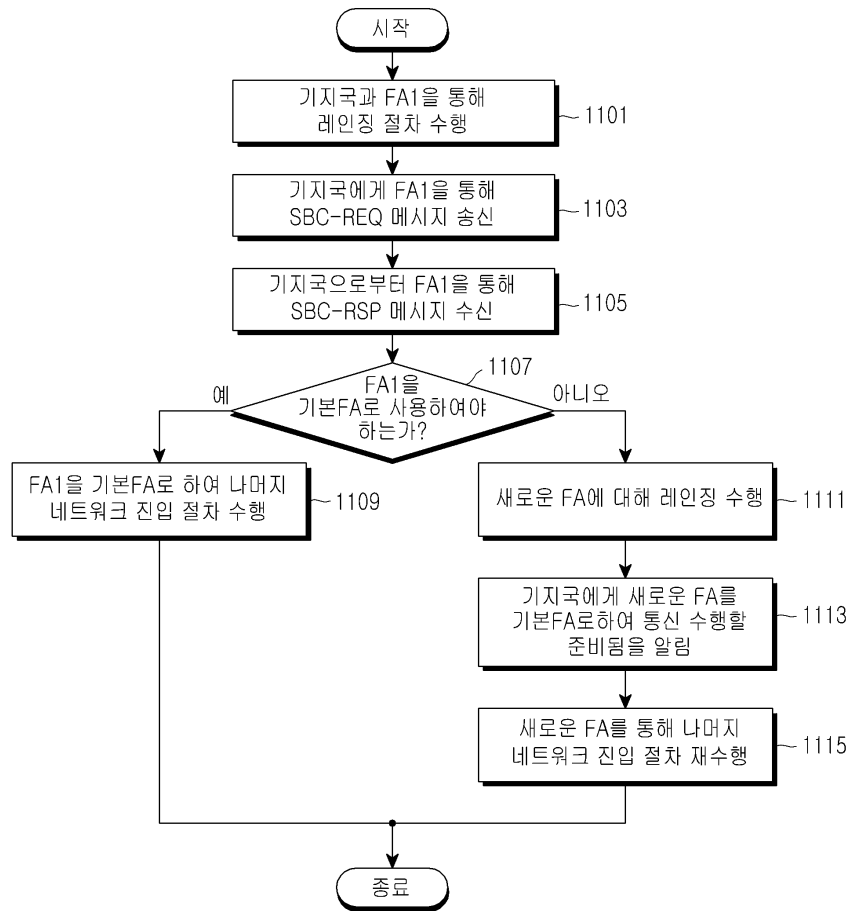 시작
기지국과 FA1을 통해
레인징 절차 수행
1101
기지국에게 FA1을 통해
SBC-REQ 메시지 송신
1103
기지국으로부터 FA1을 통해
SBC-RSP 메시지 수신
1105
1107
FA1을
기본FA로 사용하여야
하는가?
예
아니오
FA1을 기본FA로 하여 나머지
네트워크 진입 절차 수행
1109
새로운 FA에 대해 레인징 수행
1111
기지국에게 새로운 FA를
기본FA로하여 통신 수행할
준비됨을 알림
1113
새로운 FA를 통해 나머지
네트워크 진입 절차 재수행
1115
종료